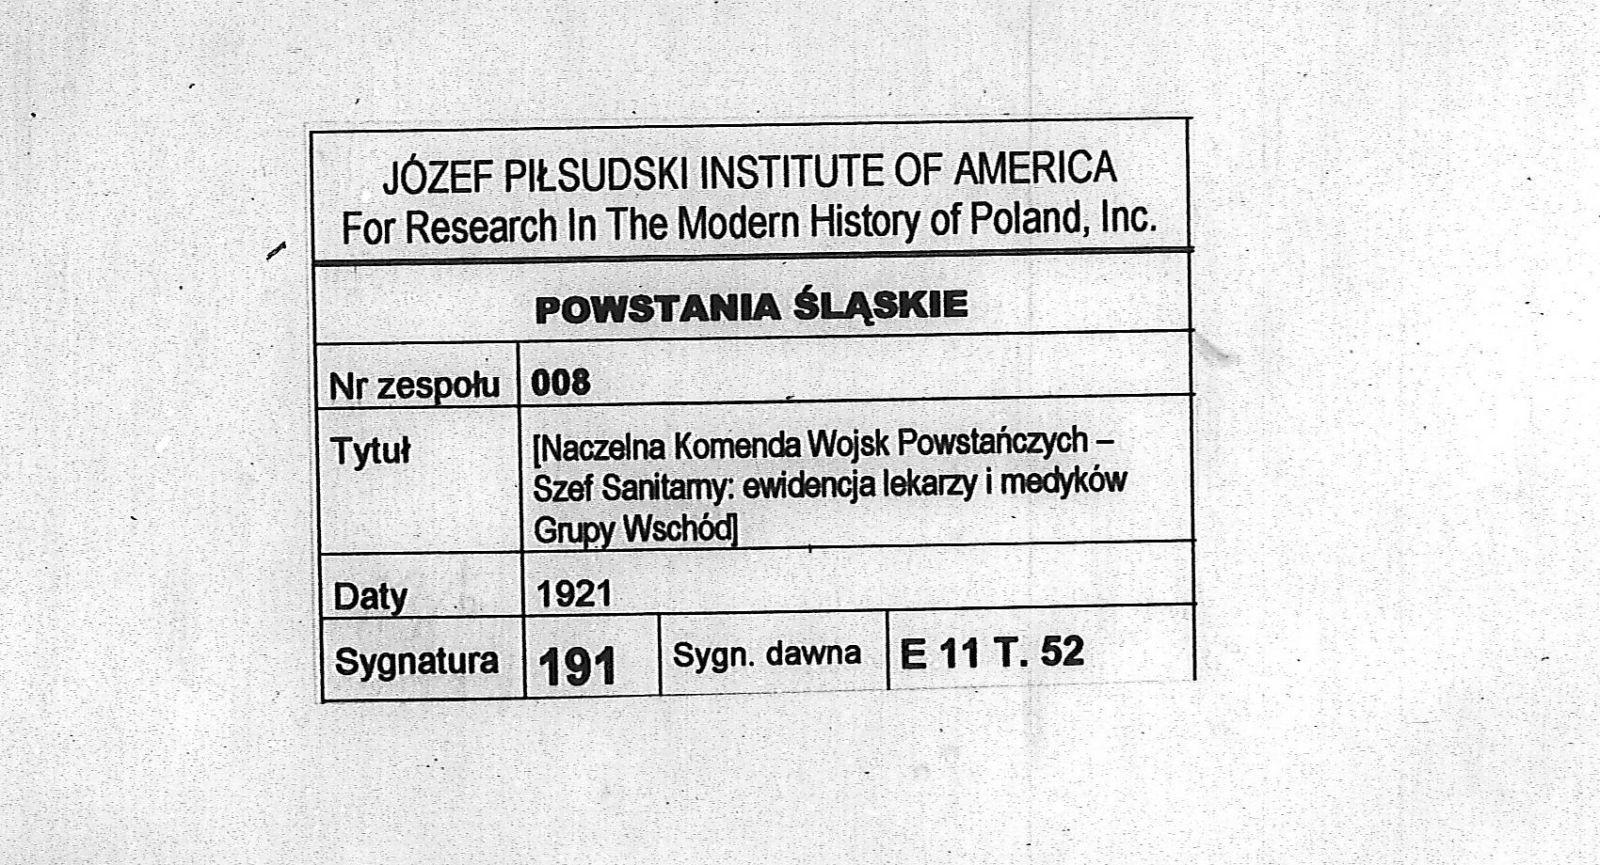 JÓZEF PIŁSUDSKI INSTITUTE OF AMERICA
For Research In The Modern History of Poland, Inc.
POWSTANIA ŚLĄSKIE
Nr zespołu 008
Tytuł [Naczelna Komenda Wojsk Powstańczych –
Szef Sanitarny: ewidencja lekarzy i medyków
Grupy Wschód]
Daty 1921
Sygnatura 191 Sygn. dawna E 11 T. 52